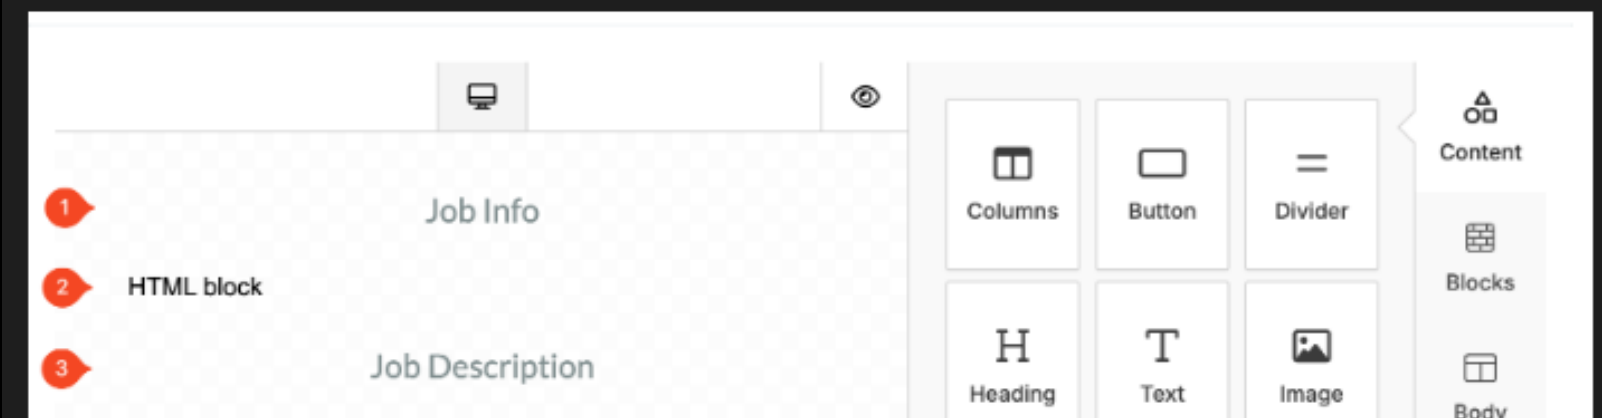 Content
1
Job Info
Columns
Button
Divider
2
HTML block
Blocks
3
Job Description
Heading
Text
Image
Body